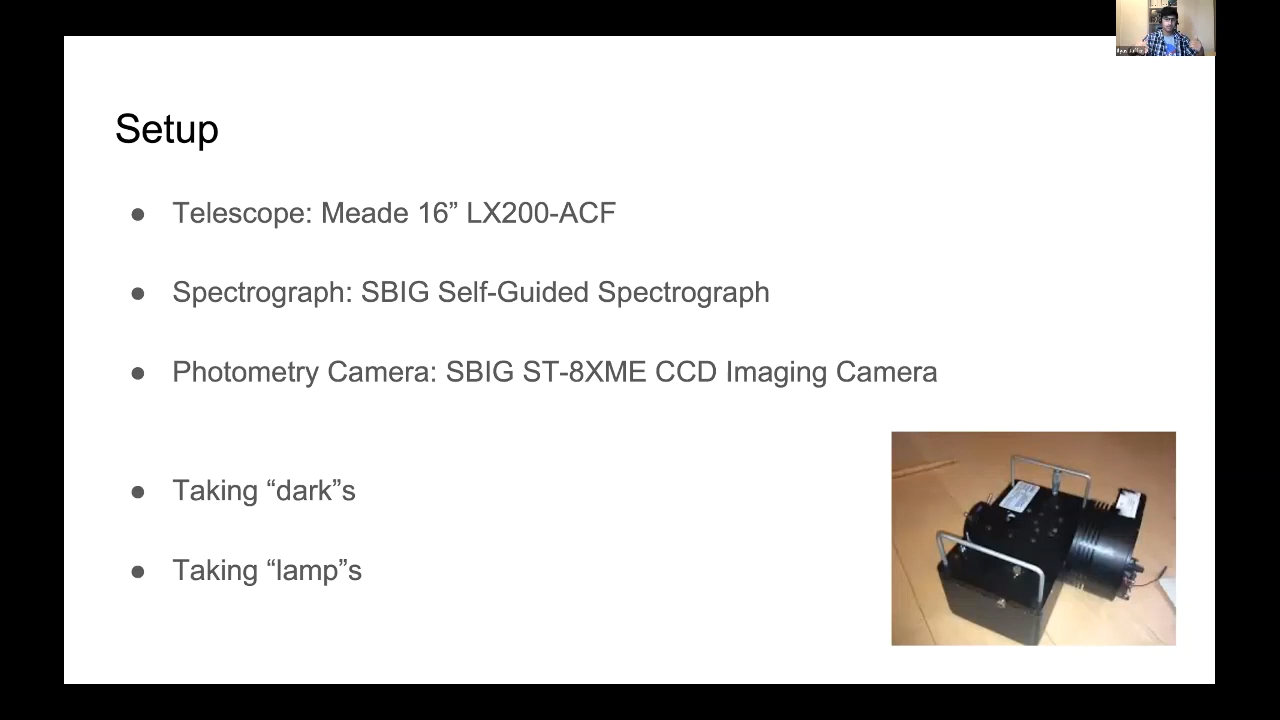 Setup
● Telescope: Meade 16” LX200-ACF
● Spectrograph: SBIG Self-Guided Spectrograph
● Photometry Camera: SBIG ST-8XME CCD Imaging Camera
● Taking “dark”s
● Taking “lamp”s